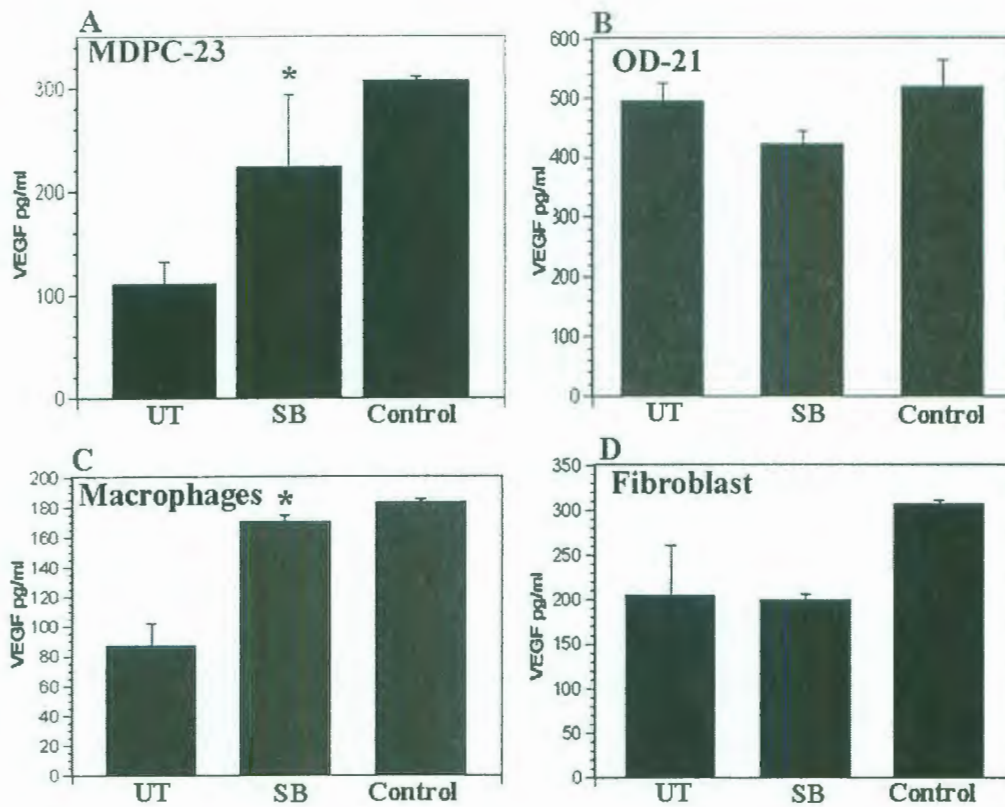 A
MDPC-23
*
VEGF pg/ml
300
200
100
0
UT SB Control
B
OD-21
VEGF pg/ml
600
500
400
300
200
100
0
UT SB Control
C
Macrophages *
VEGF pg/ml
200
180
160
140
120
100
80
60
40
20
0
UT SB Control
D
Fibroblast
VEGF pg/ml
350
300
250
200
150
100
50
0
UT SB Control